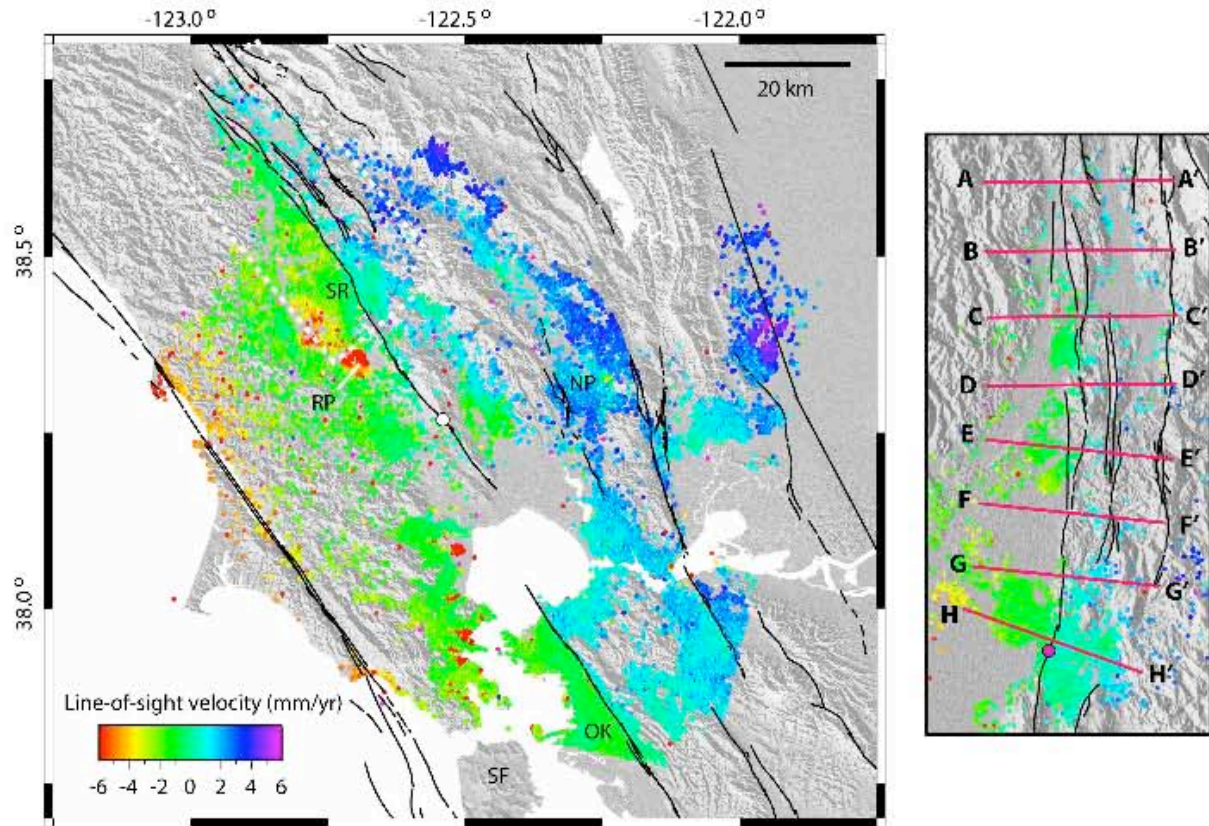 -123.0 °
-122.5 °
-122.0 °
20 km
38.5
38.0
SR
RP
NP
OK
SF
Line-of-sight velocity (mm/yr)
-6 -4 -2 0 2 4 6
A A'
B B'
C C'
D D'
E E'
F F'
G G'
H H'